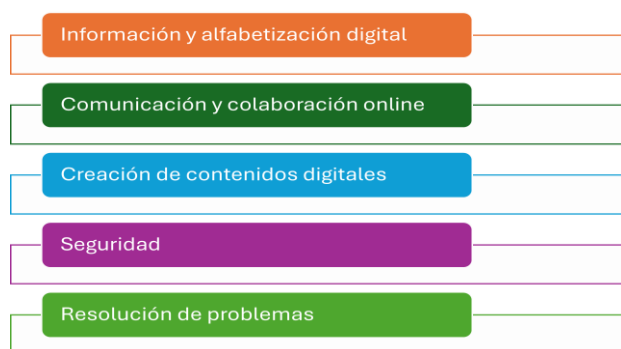 Información y alfabetización digital
Comunicación y colaboración online
Creación de contenidos digitales
Seguridad
Resolución de problemas